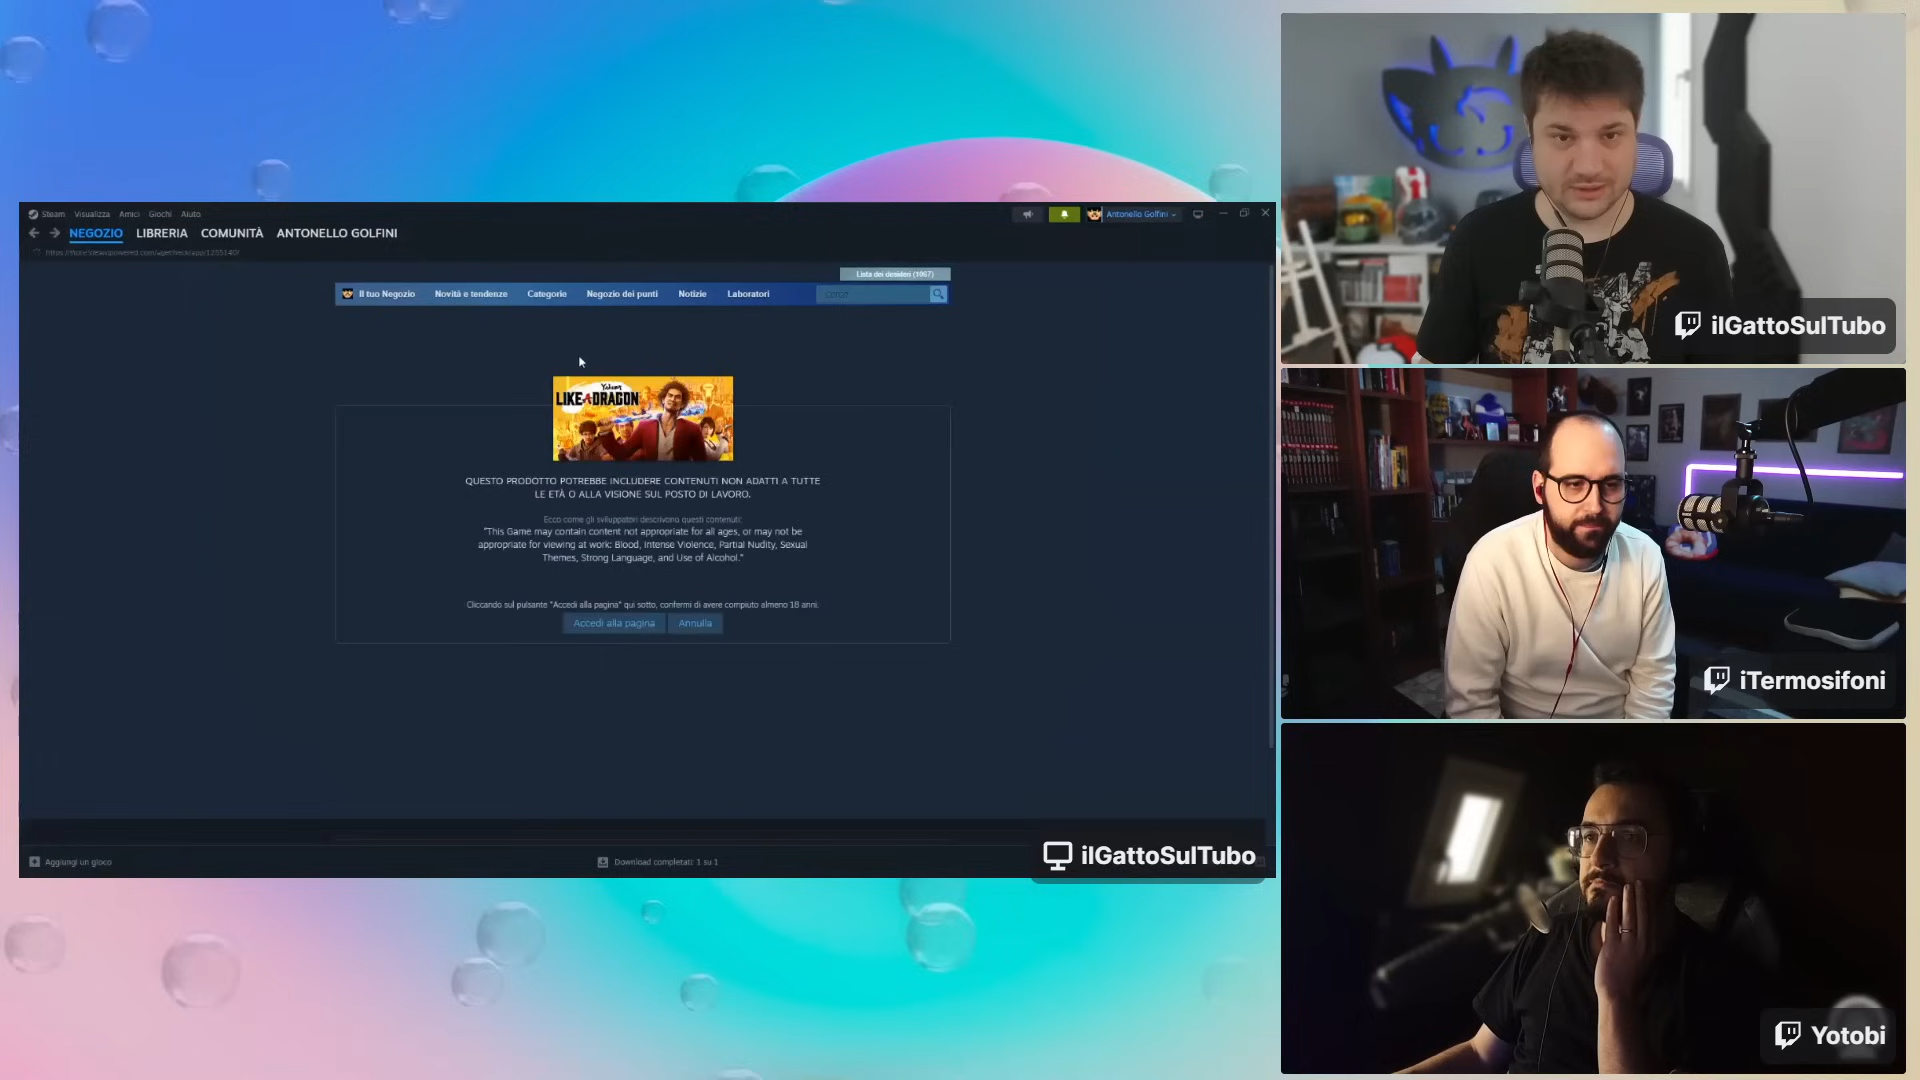 Steam Visualizza Amici Giochi Aiuto
Antonello Golfini
NEGOZIO LIBRERIA COMUNITÀ ANTONELLO GOLFINI
Lista dei desideri (1067)
Il tuo Negozio Novità e tendenze Categorie Negozio dei punti Notizie Laboratori
Yakuza
LIKE A DRAGON
QUESTO PRODOTTO POTREBBE INCLUDERE CONTENUTI NON ADATTI A TUTTE
LE ETÀ O ALLA VISIONE SUL POSTO DI LAVORO.
Ecco come gli sviluppatori descrivono questi contenuti:
"This Game may contain content not appropriate for all ages, or may not be
appropriate for viewing at work: Blood, Intense Violence, Partial Nudity, Sexual
Themes, Strong Language, and Use of Alcohol."
Cliccando sul pulsante "Accedi alla pagina" qui sotto, confermi di avere compiuto almeno 18 anni.
Accedi alla pagina Annulla
Aggiungi un gioco
Download completati: 1 su 1
ilGattoSulTubo
ilGattoSulTubo
iTermosifoni
Yotobi